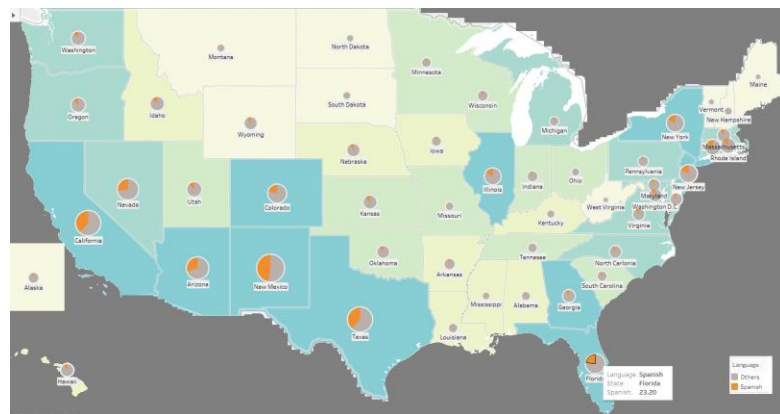 Washington
Montana
North Dakota
Minnesota
Maine
Oregon
Idaho
South Dakota
Wisconsin
Vermont
New Hampshire
Wyoming
Michigan
New York
Massachusetts
Rhode Island
Nebraska
Iowa
Pennsylvania
Nevada
Utah
Colorado
Illinois
Indiana
Ohio
New Jersey
Maryland
Kansas
Missouri
West Virginia
Washington D.C.
Virginia
California
Kentucky
Oklahoma
Tennessee
North Carlonia
Arizona
New Mexico
Arkansas
South Carolina
Alaska
Mississippi
Alabama
Georgia
Texas
Louisiana
Hawaii
Florida
Language: Spanish
State: Florida
Spanish: 23.20
Language
Others
Spanish